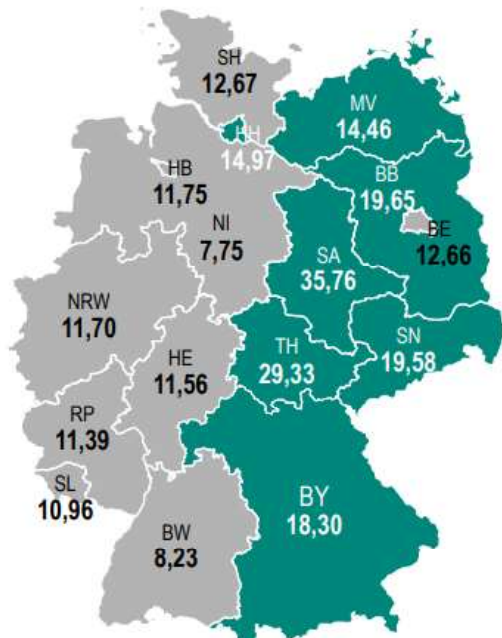 SH
12,67
MV
14,46
HH
14,97
BB
19,65
HB
11,75
BE
12,66
NI
7,75
SA
35,76
NRW
11,70
SN
19,58
HE
11,56
TH
29,33
RP
11,39
SL
10,96
BY
18,30
BW
8,23